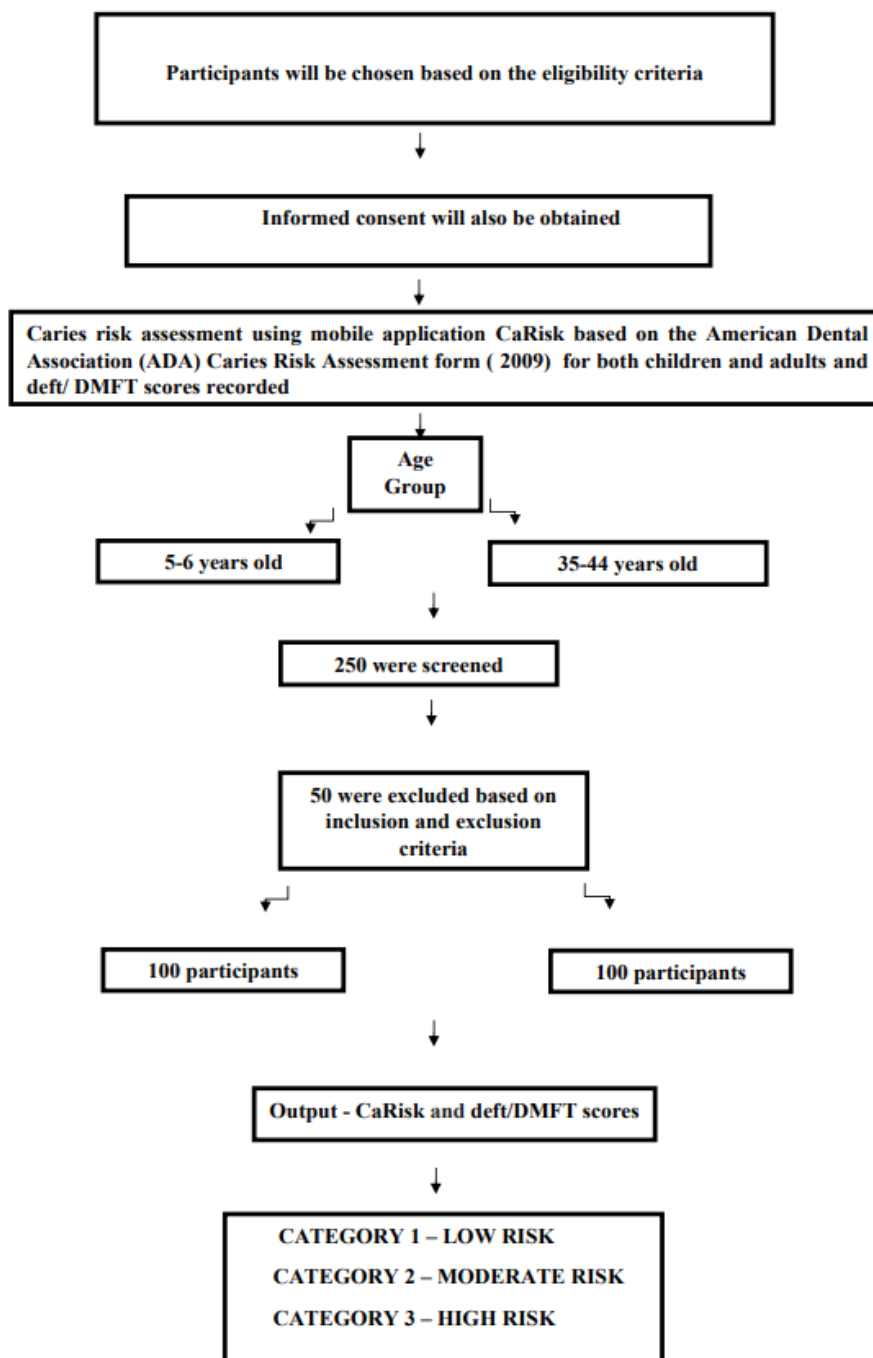 Participants will be chosen based on the eligibility criteria
Informed consent will also be obtained
Caries risk assessment using mobile application CaRisk based on the American Dental
Association (ADA) Caries Risk Assessment form ( 2009) for both children and adults and
deft/ DMFT scores recorded
Age
Group
5-6 years old
35-44 years old
250 were screened
50 were excluded based on
inclusion and exclusion
criteria
100 participants
100 participants
Output - CaRisk and deft/DMFT scores
CATEGORY 1 – LOW RISK
CATEGORY 2 – MODERATE RISK
CATEGORY 3 – HIGH RISK